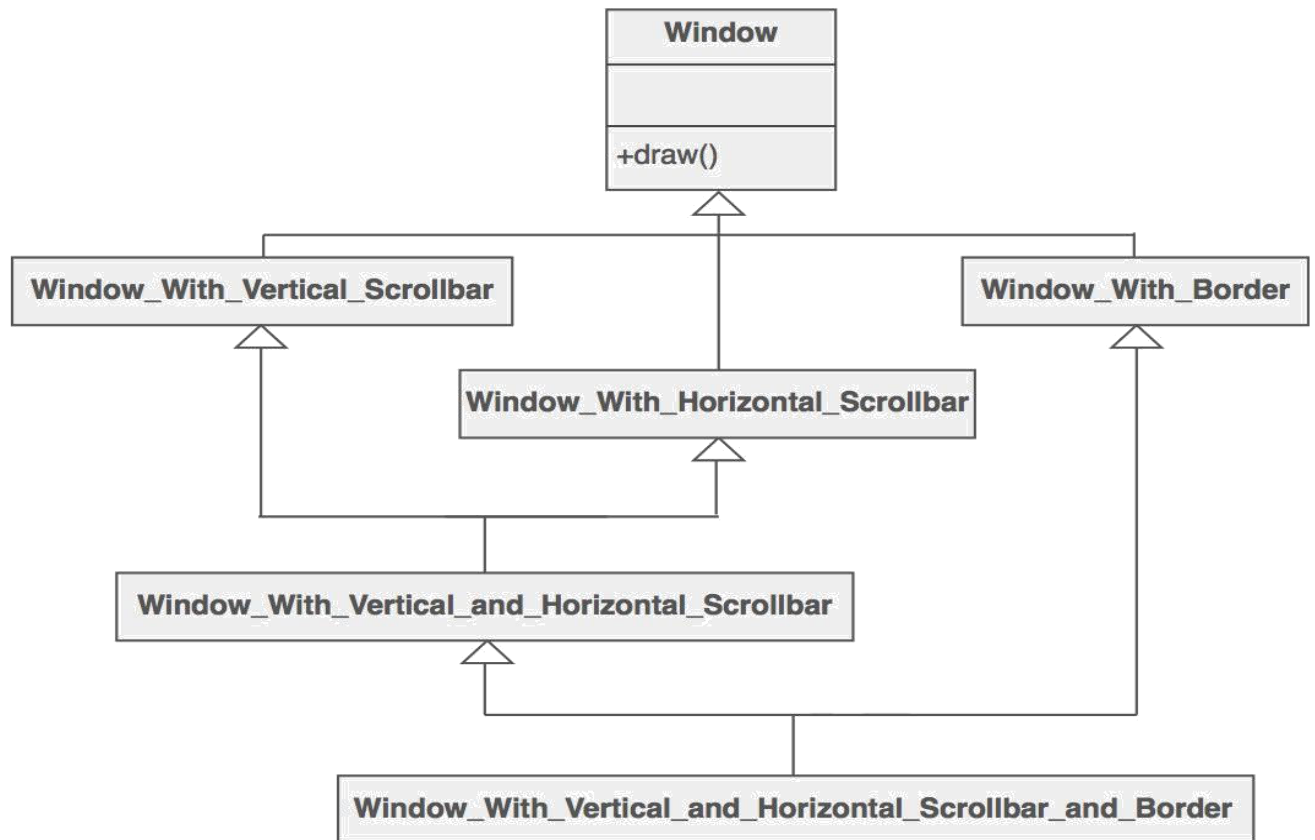 Window
+draw()
Window_With_Vertical_Scrollbar
Window_With_Border
Window_With_Horizontal_Scrollbar
Window_With_Vertical_and_Horizontal_Scrollbar
Window_With_Vertical_and_Horizontal_Scrollbar_and_Border